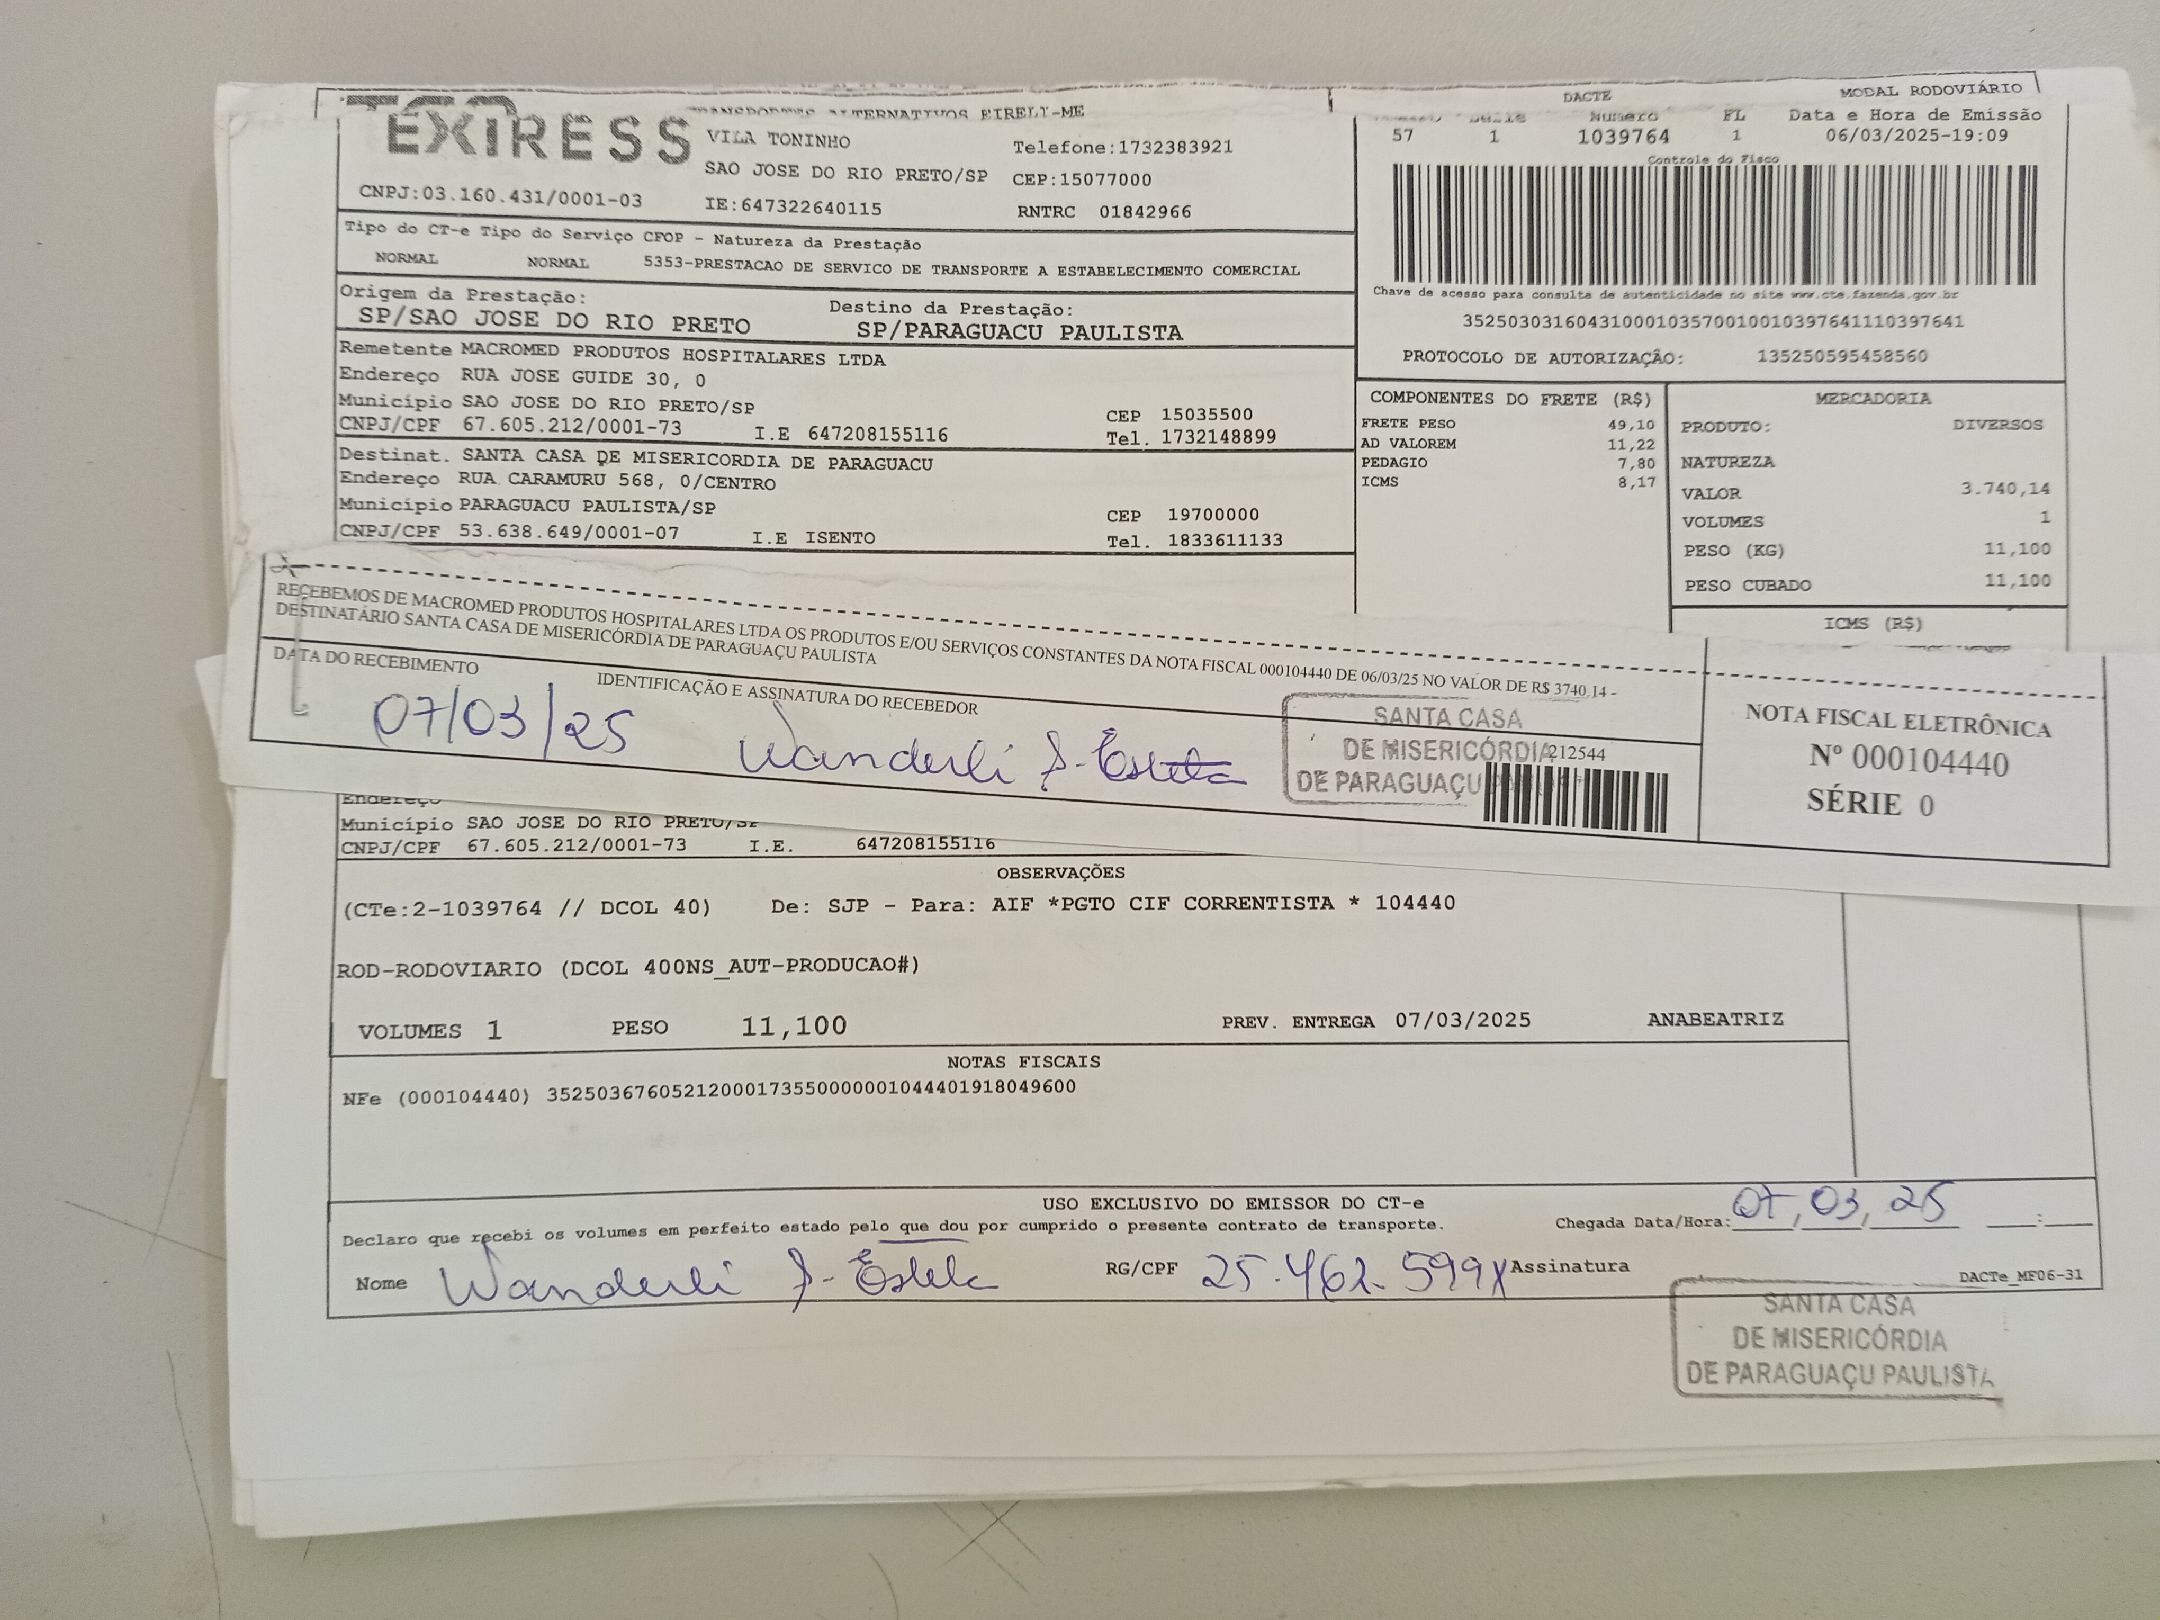 EXPRESS
TRANSPORTES ALTERNATIVOS EIRELY-ME
VILA TONINHO Telefone:1732383921
SAO JOSE DO RIO PRETO/SP CEP:15077000
CNPJ:03.160.431/0001-03 IE:647322640115 RNTRC 01842966
DACTE MODAL RODOVIÁRIO
Numero FL Data e Hora de Emissão
57 1 1039764 1 06/03/2025-19:09
Controle do Fisco
Chave de acesso para consulta de autenticidade no site www.cte.fazenda.gov.br
35250303160431000103570010010397641110397641
PROTOCOLO DE AUTORIZAÇÃO: 135250595458560
Tipo do CT-e Tipo do Serviço CFOP - Natureza da Prestação
NORMAL NORMAL 5353-PRESTACAO DE SERVICO DE TRANSPORTE A ESTABELECIMENTO COMERCIAL
Origem da Prestação: Destino da Prestação:
SP/SAO JOSE DO RIO PRETO SP/PARAGUACU PAULISTA
Remetente MACROMED PRODUTOS HOSPITALARES LTDA
Endereço RUA JOSE GUIDE 30, 0
Município SAO JOSE DO RIO PRETO/SP CEP 15035500
CNPJ/CPF 67.605.212/0001-73 I.E 647208155116 Tel. 1732148899
Destinat. SANTA CASA DE MISERICORDIA DE PARAGUACU
Endereço RUA CARAMURU 568, 0/CENTRO
Município PARAGUACU PAULISTA/SP CEP 19700000
CNPJ/CPF 53.638.649/0001-07 I.E ISENTO Tel. 1833611133
COMPONENTES DO FRETE (R$)
FRETE PESO 49,10
AD VALOREM 11,22
PEDAGIO 7,80
ICMS 8,17
MERCADORIA
PRODUTO: DIVERSOS
NATUREZA
VALOR 3.740,14
VOLUMES 1
PESO (KG) 11,100
PESO CUBADO 11,100
ICMS (R$)
RECEBEMOS DE MACROMED PRODUTOS HOSPITALARES LTDA OS PRODUTOS E/OU SERVIÇOS CONSTANTES DA NOTA FISCAL 000104440 DE 06/03/25 NO VALOR DE R$ 3740,14 -
DESTINATÁRIO SANTA CASA DE MISERICÓRDIA DE PARAGUAÇU PAULISTA
DATA DO RECEBIMENTO IDENTIFICAÇÃO E ASSINATURA DO RECEBEDOR
07/03/25 Wanderli S. Estela
SANTA CASA
DE MISERICÓRDIA
DE PARAGUAÇU
212544
NOTA FISCAL ELETRÔNICA
Nº 000104440
SÉRIE 0
Endereço
Município SAO JOSE DO RIO PRETO/SP
CNPJ/CPF 67.605.212/0001-73 I.E. 647208155116
OBSERVAÇÕES
(CTe:2-1039764 // DCOL 40) De: SJP - Para: AIF *PGTO CIF CORRENTISTA * 104440
ROD-RODOVIARIO (DCOL 400NS_AUT-PRODUCAO#)
VOLUMES 1 PESO 11,100 PREV. ENTREGA 07/03/2025 ANABEATRIZ
NOTAS FISCAIS
NFe (000104440) 35250367605212000173550000001044401918049600
USO EXCLUSIVO DO EMISSOR DO CT-e
Declaro que recebi os volumes em perfeito estado pelo que dou por cumprido o presente contrato de transporte. Chegada Data/Hora: 07, 03, 25 :
Nome Wanderli S. Estela RG/CPF 25.462.599X Assinatura
DACTe_MF06-31
SANTA CASA
DE MISERICÓRDIA
DE PARAGUAÇU PAULISTA